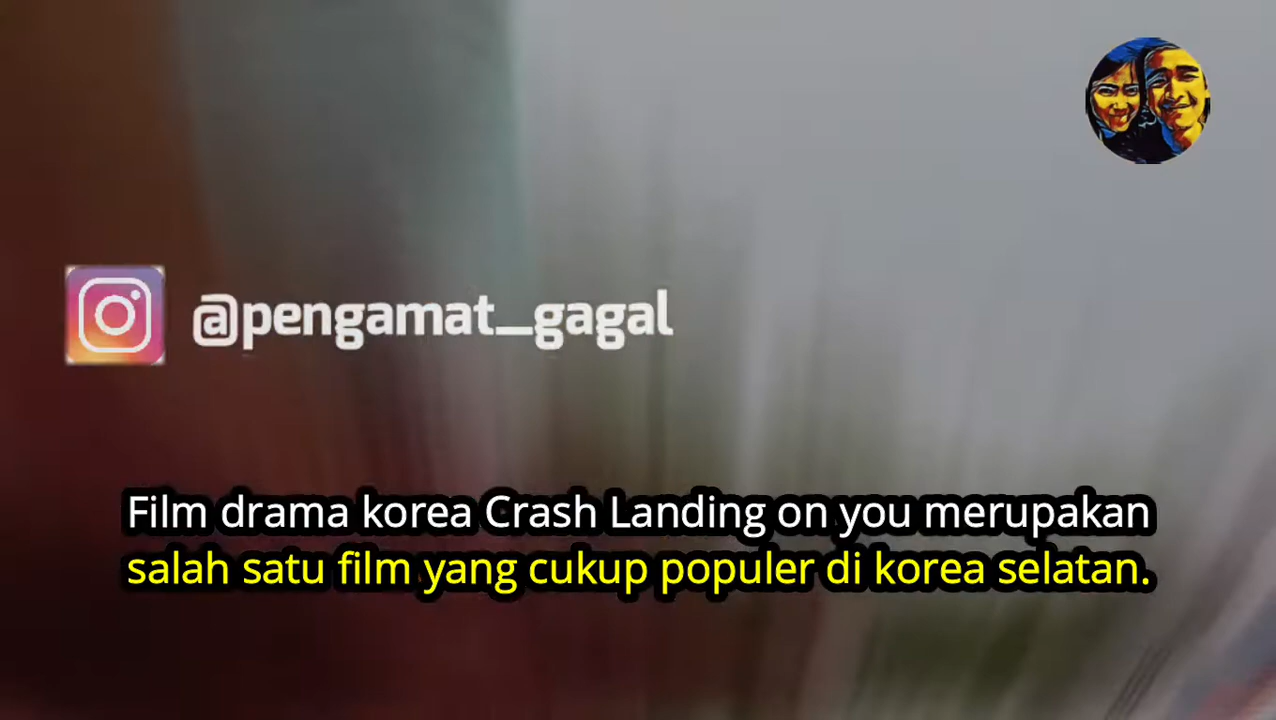 @pengamat_gagal
Film drama korea Crash Landing on you merupakan
salah satu film yang cukup populer di korea selatan.